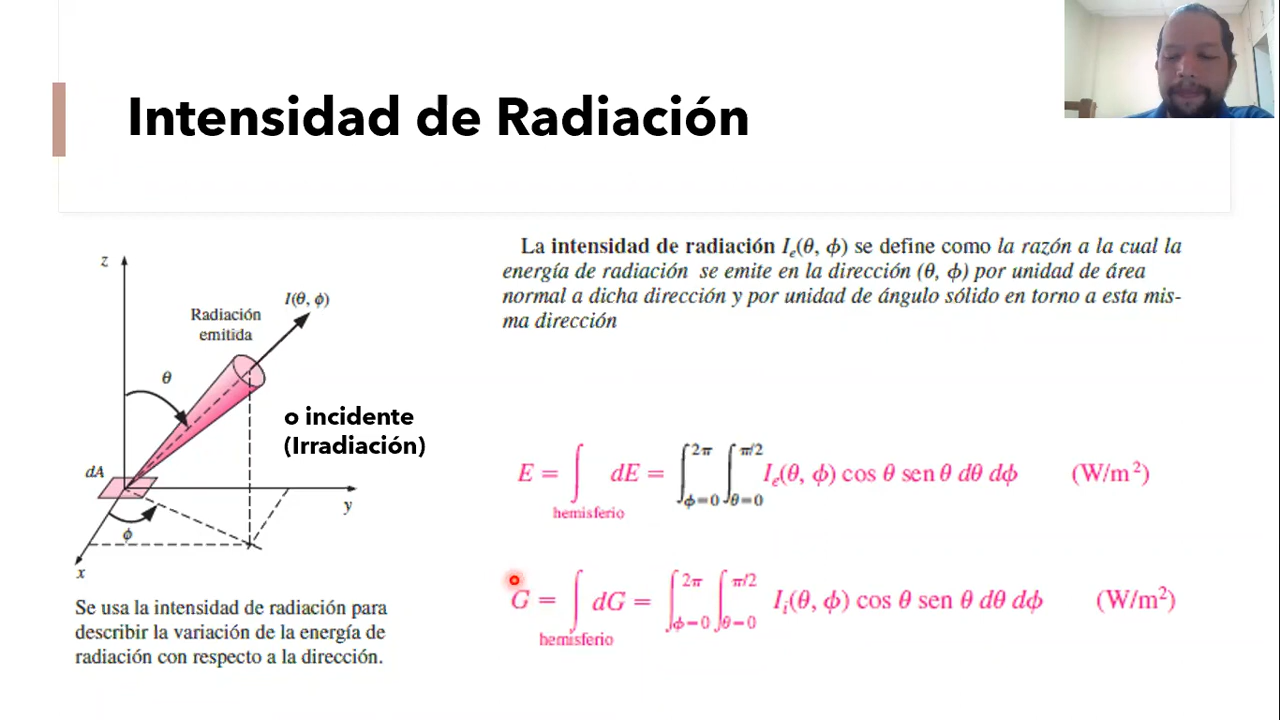 Intensidad de Radiación
La intensidad de radiación Iₑ(θ, ϕ) se define como la razón a la cual la
energía de radiación se emite en la dirección (θ, ϕ) por unidad de área
normal a dicha dirección y por unidad de ángulo sólido en torno a esta mis-
ma dirección
z
I(θ, ϕ)
Radiación
emitida
θ
o incidente
(Irradiación)
dA
y
ϕ
x
Se usa la intensidad de radiación para
describir la variación de la energía de
radiación con respecto a la dirección.
E = ∫hemisferio dE = ∫_{ϕ=0}^{2π} ∫_{θ=0}^{π/2} Iₑ(θ, ϕ) cos θ sen θ dθ dϕ (W/m²)
G = ∫hemisferio dG = ∫_{ϕ=0}^{2π} ∫_{θ=0}^{π/2} Iᵢ(θ, ϕ) cos θ sen θ dθ dϕ (W/m²)